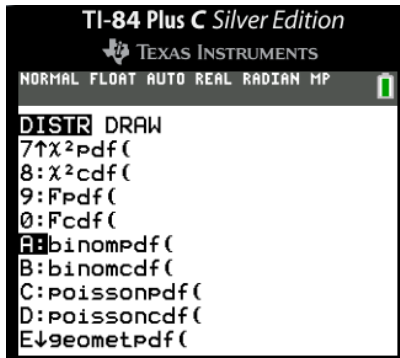 TI-84 Plus C Silver Edition
TEXAS INSTRUMENTS
NORMAL FLOAT AUTO REAL RADIAN MP
DISTR DRAW
7↑χ²pdf(
8:χ²cdf(
9:Fpdf(
0:Fcdf(
A:binompdf(
B:binomcdf(
C:poissonpdf(
D:poissoncdf(
E↓geometpdf(